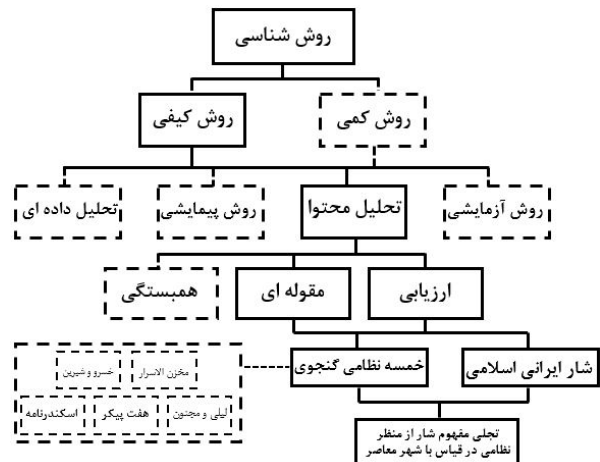 روش شناسی
روش کمی
روش کیفی
روش آزمایشی
تحلیل محتوا
روش پیمایشی
تحلیل داده ای
ارزیابی
مقوله ای
همبستگی
شار ایرانی اسلامی
خمسه نظامی گنجوی
مخزن الاسرار
خسرو و شیرین
لیلی و مجنون
هفت پیکر
اسکندرنامه
تجلی مفهوم شار از منظر
نظامی در قیاس با شهر معاصر